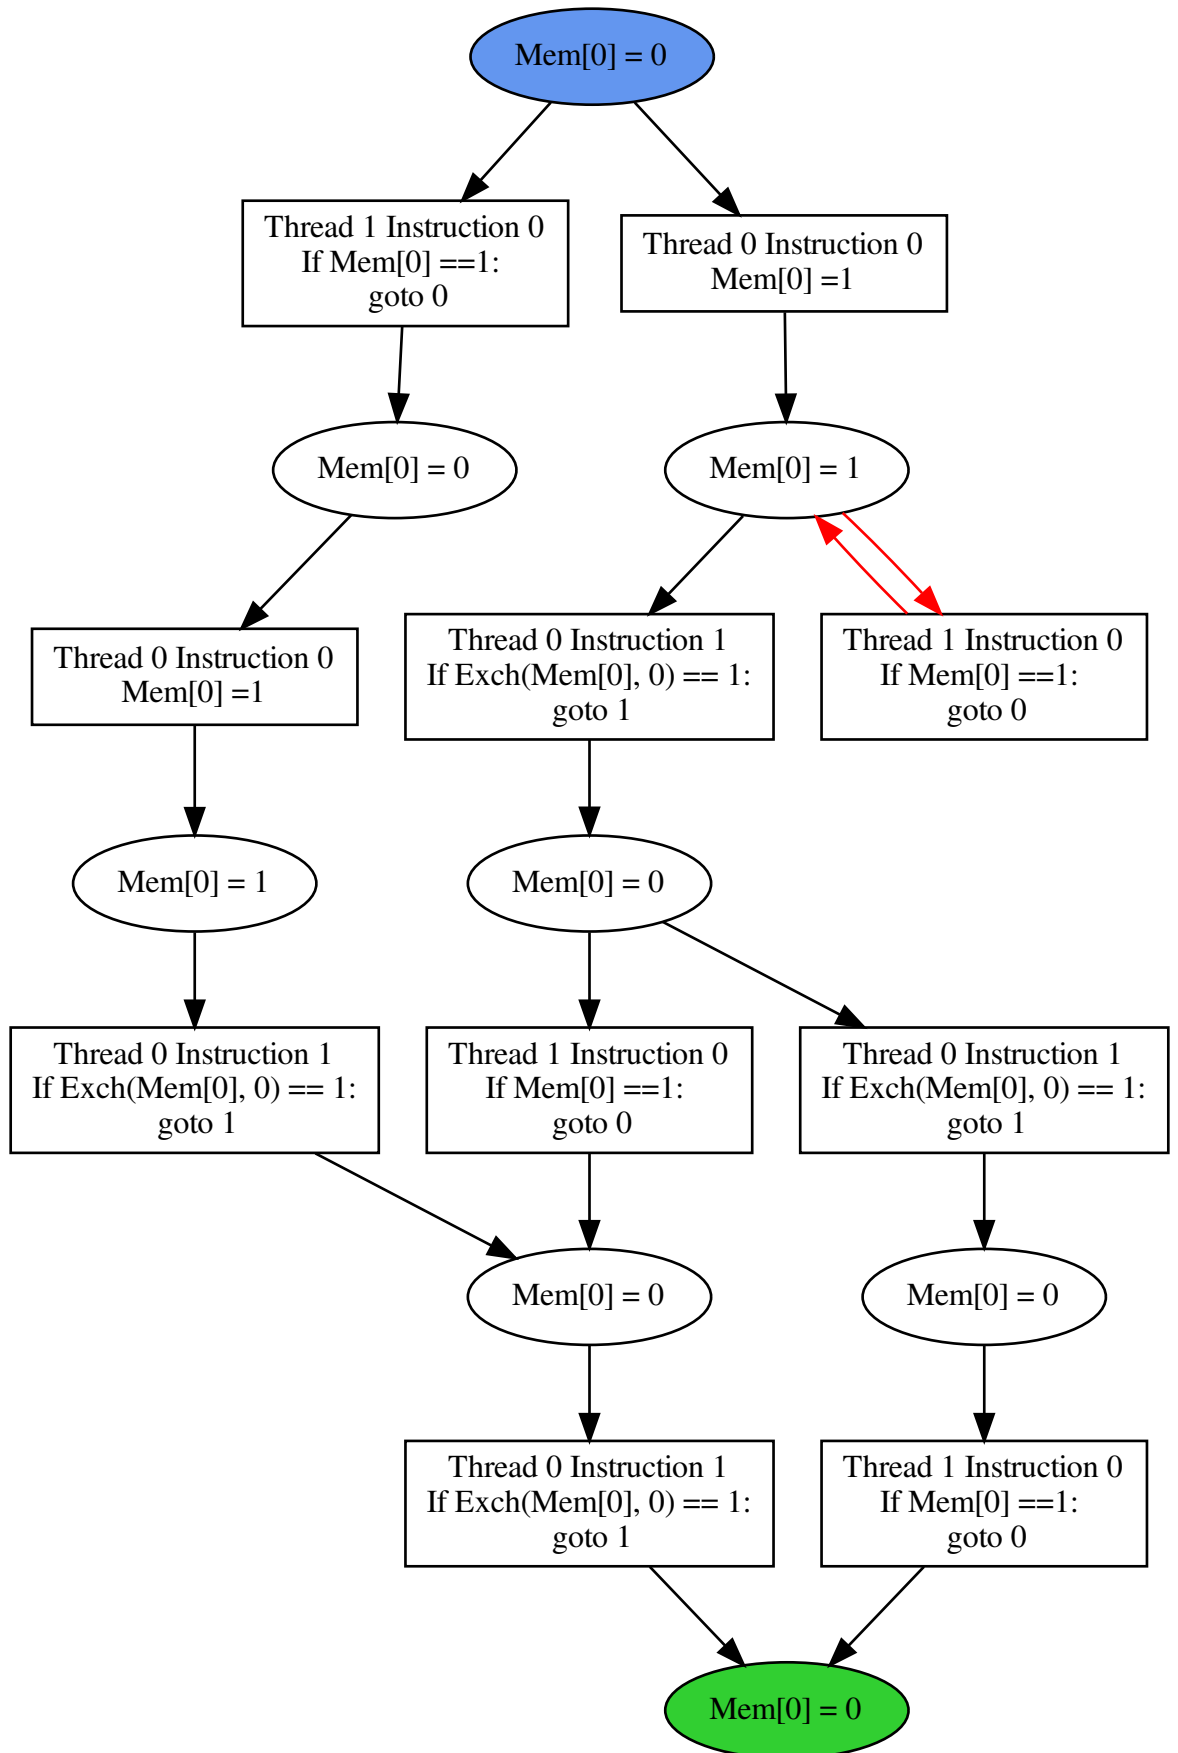 Mem[0] = 0
Thread 1 Instruction 0
If Mem[0] ==1:
goto 0
Thread 0 Instruction 0
Mem[0] =1
Mem[0] = 0
Mem[0] = 1
Thread 0 Instruction 0
Mem[0] =1
Thread 0 Instruction 1
If Exch(Mem[0], 0) == 1:
goto 1
Thread 1 Instruction 0
If Mem[0] ==1:
goto 0
Mem[0] = 1
Mem[0] = 0
Thread 0 Instruction 1
If Exch(Mem[0], 0) == 1:
goto 1
Thread 1 Instruction 0
If Mem[0] ==1:
goto 0
Thread 0 Instruction 1
If Exch(Mem[0], 0) == 1:
goto 1
Mem[0] = 0
Mem[0] = 0
Thread 0 Instruction 1
If Exch(Mem[0], 0) == 1:
goto 1
Thread 1 Instruction 0
If Mem[0] ==1:
goto 0
Mem[0] = 0